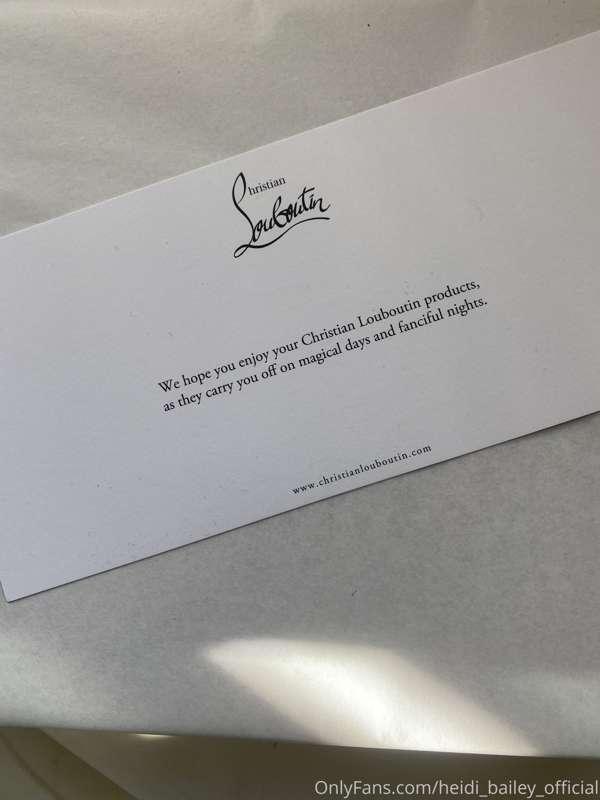 Christian
Louboutin
We hope you enjoy your Christian Louboutin products,
as they carry you off on magical days and fanciful nights.
www.christianlouboutin.com
OnlyFans.com/heidi_bailey_official